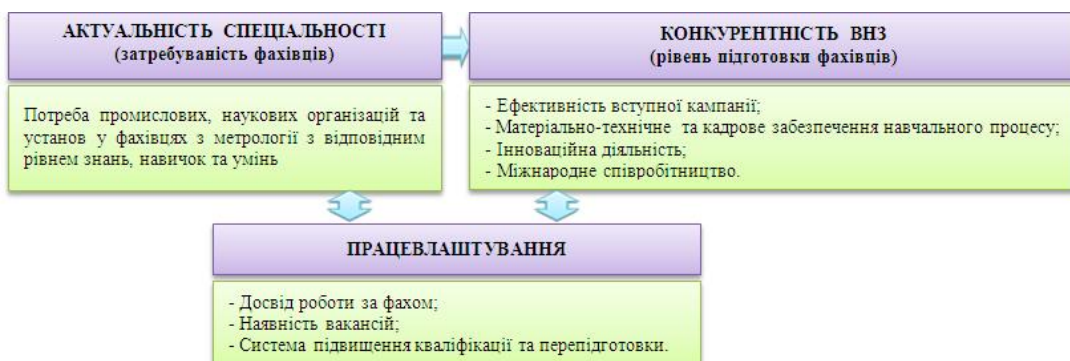 АКТУАЛЬНІСТЬ СПЕЦІАЛЬНОСТІ
(затребуваність фахівців)
Потреба промислових, наукових організацій та
установ у фахівцях з метрології з відповідним
рівнем знань, навичок та умінь
КОНКУРЕНТНІСТЬ ВНЗ
(рівень підготовки фахівців)
- Ефективність вступної кампанії;
- Матеріально-технічне та кадрове забезпечення навчального процесу;
- Інноваційна діяльність;
- Міжнародне співробітництво.
ПРАЦЕВЛАШТУВАННЯ
- Досвід роботи за фахом;
- Наявність вакансій;
- Система підвищення кваліфікації та перепідготовки.